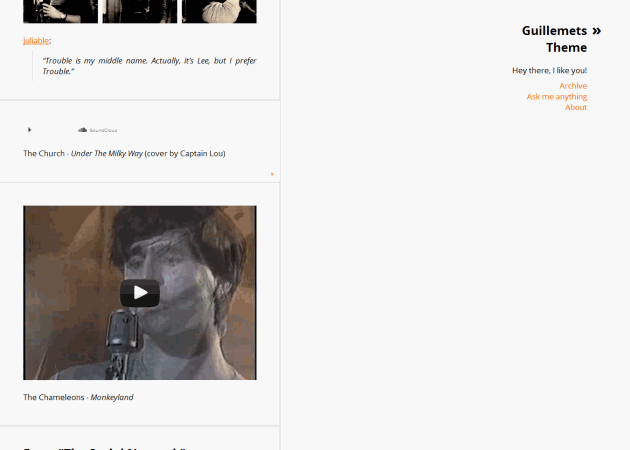 juliable:
"Trouble is my middle name. Actually, it's Lee, but I prefer
Trouble."
SOUNDCLOUD
The Church - Under The Milky Way (cover by Captain Lou)
»
The Chameleons - Monkeyland
Guillemets »
Theme
Hey there, I like you!
Archive
Ask me anything
About